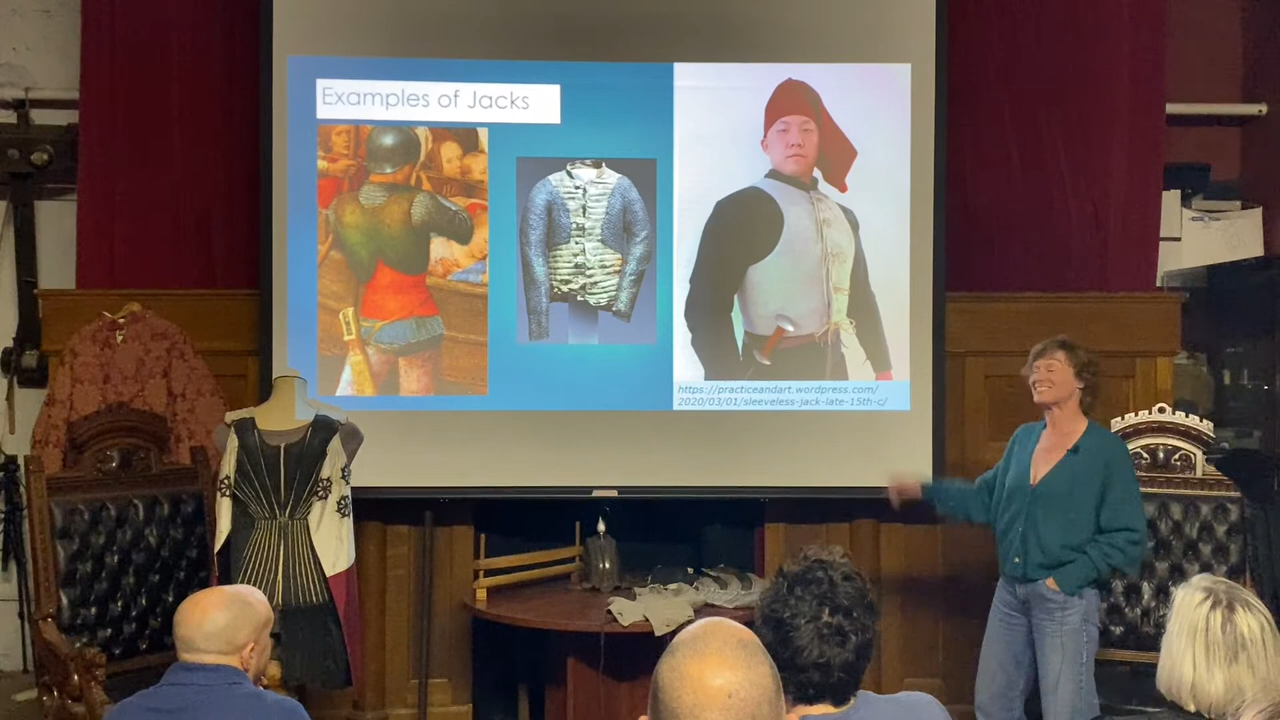 Examples of Jacks
https://practiceandart.wordpress.com/
2020/03/01/sleeveless-jack-late-15th-c/